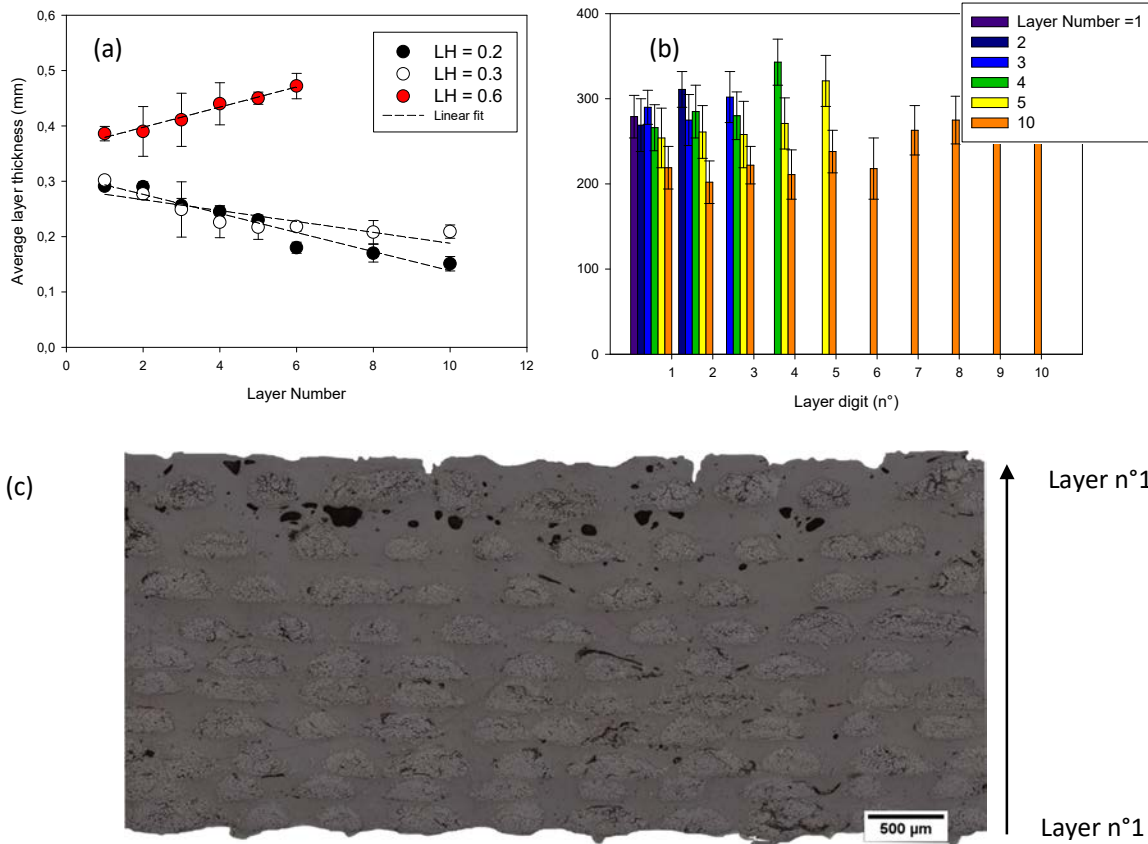 (a)
0,6
0,5
0,4
0,3
0,2
0,1
0,0
0 2 4 6 8 10 12
Average layer thickness (mm)
Layer Number
LH = 0.2
LH = 0.3
LH = 0.6
Linear fit
(b)
400
300
200
100
0
1 2 3 4 5 6 7 8 9 10
Layer digit (n°)
Layer Number =1
2
3
4
5
10
(c)
Layer n°1
500 µm
Layer n°1